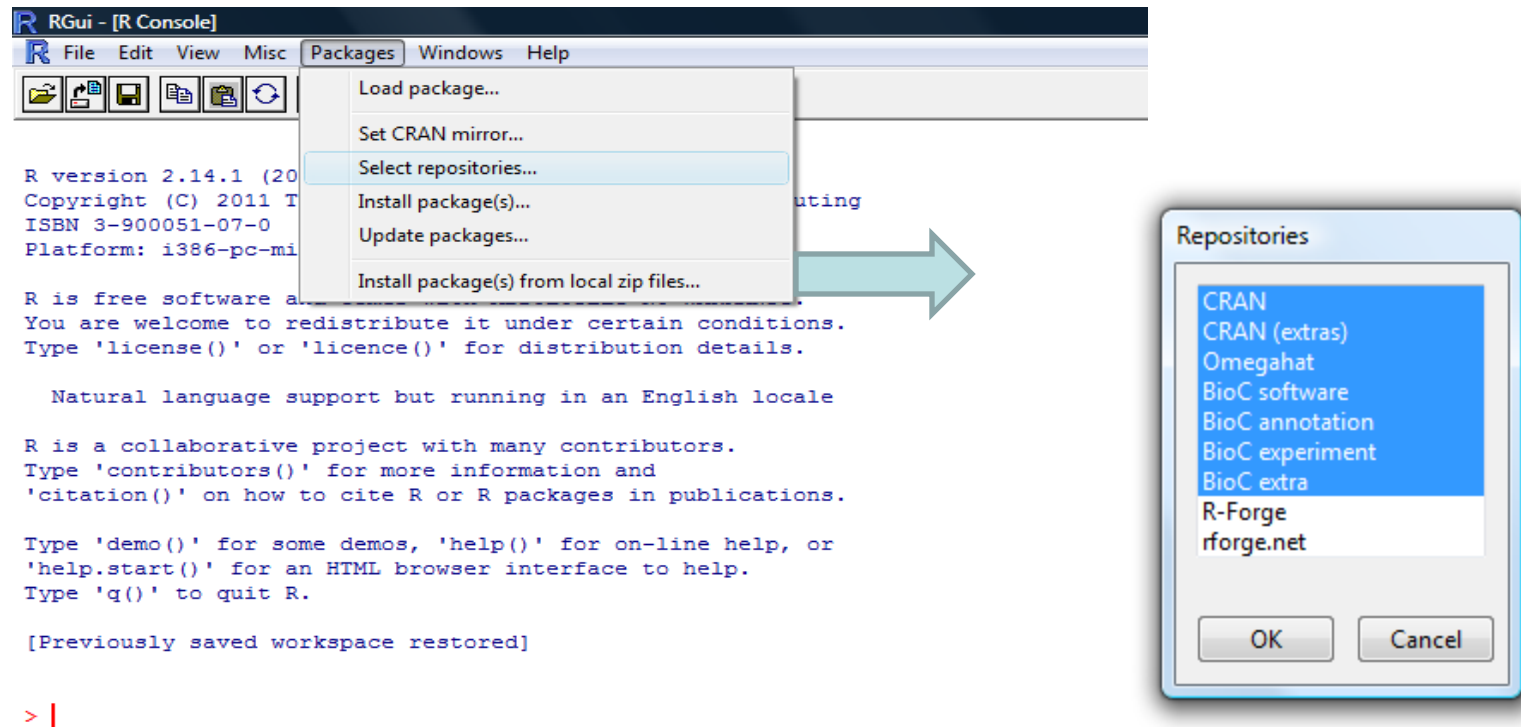 RGui - [R Console]
File Edit View Misc Packages Windows Help
Load package...
Set CRAN mirror...
Select repositories...
Install package(s)...
Update packages...
Install package(s) from local zip files...
R version 2.14.1 (20
Copyright (C) 2011 T uting
ISBN 3-900051-07-0
Platform: i386-pc-mi
R is free software
You are welcome to redistribute it under certain conditions.
Type 'license()' or 'licence()' for distribution details.
Natural language support but running in an English locale
R is a collaborative project with many contributors.
Type 'contributors()' for more information and
'citation()' on how to cite R or R packages in publications.
Type 'demo()' for some demos, 'help()' for on-line help, or
'help.start()' for an HTML browser interface to help.
Type 'q()' to quit R.
[Previously saved workspace restored]
>
Repositories
CRAN
CRAN (extras)
Omegahat
BioC software
BioC annotation
BioC experiment
BioC extra
R-Forge
rforge.net
OK Cancel